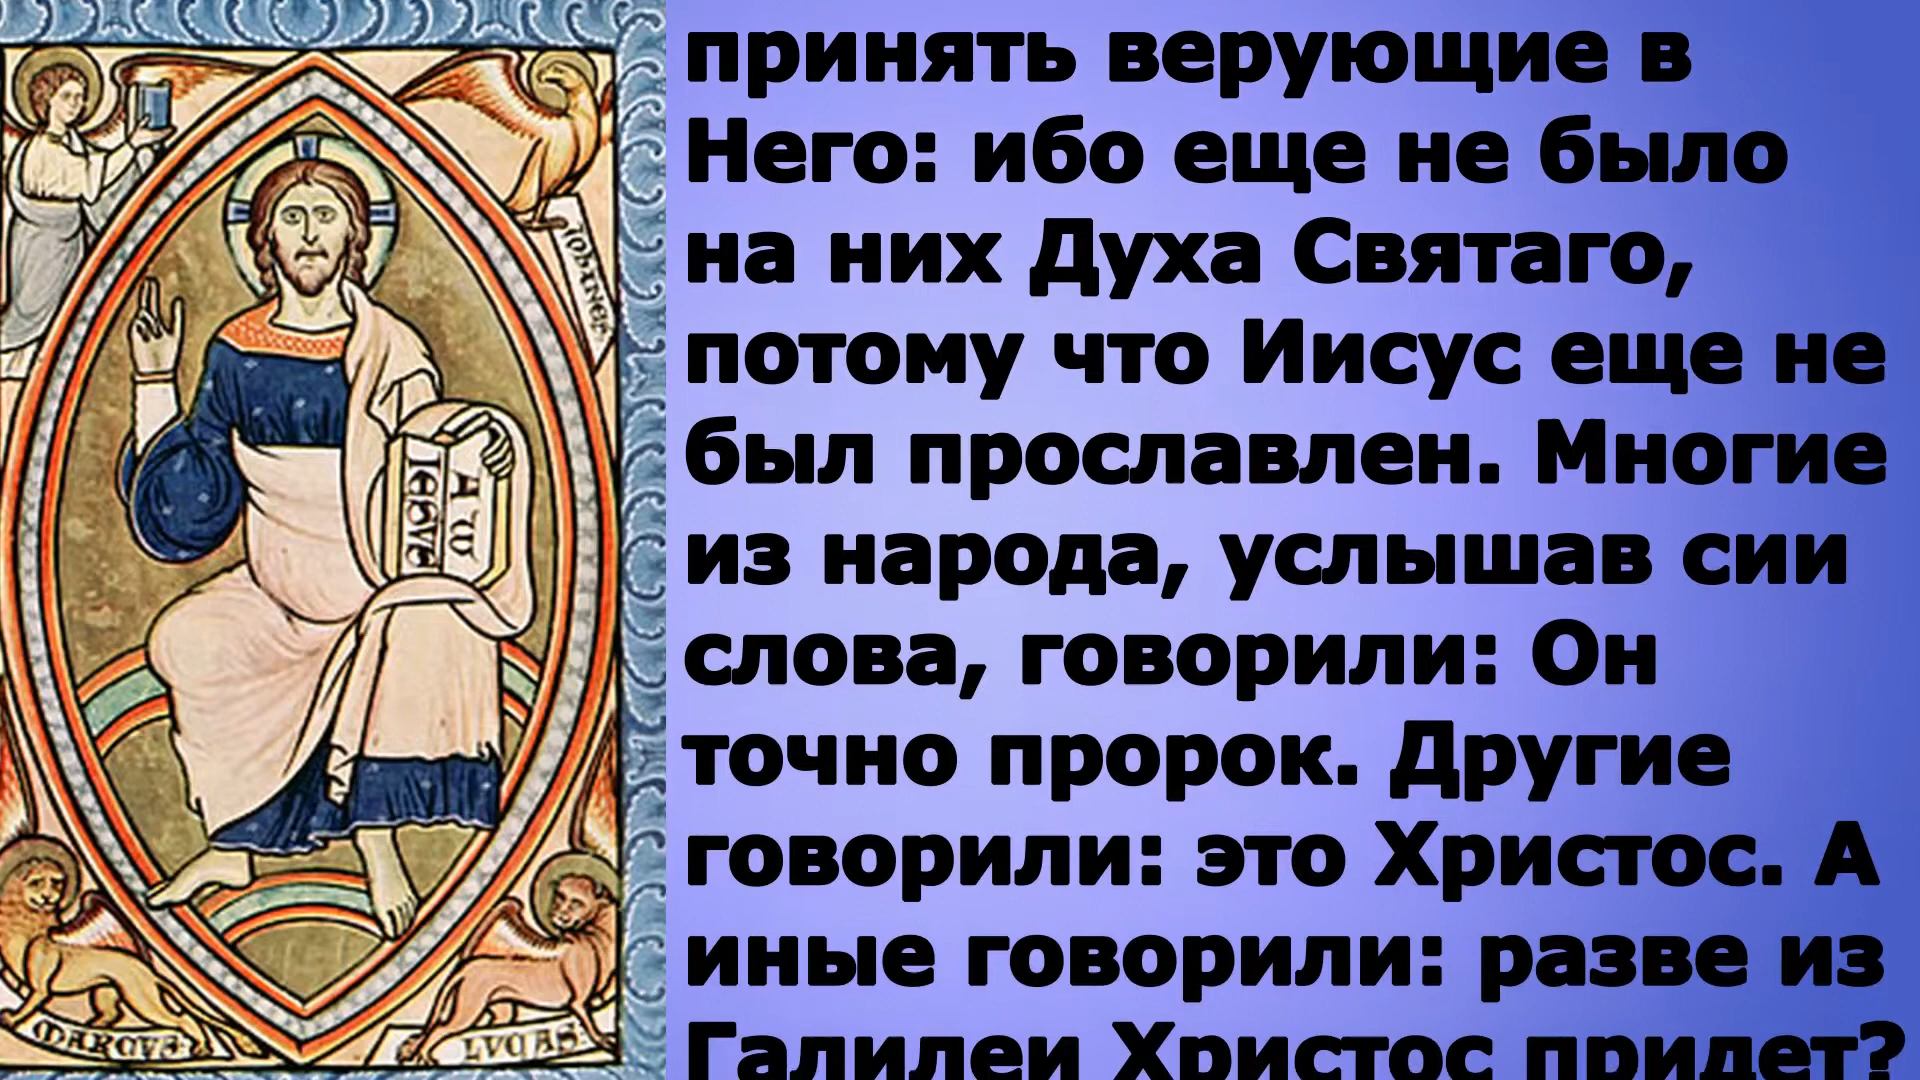 принять верующие в
Него: ибо еще не было
на них Духа Святаго,
потому что Иисус еще не
был прославлен. Многие
из народа, услышав сии
слова, говорили: Он
точно пророк. Другие
говорили: это Христос. А
иные говорили: разве из
Галилеи Христос придет?
MARCVS
LVCAS